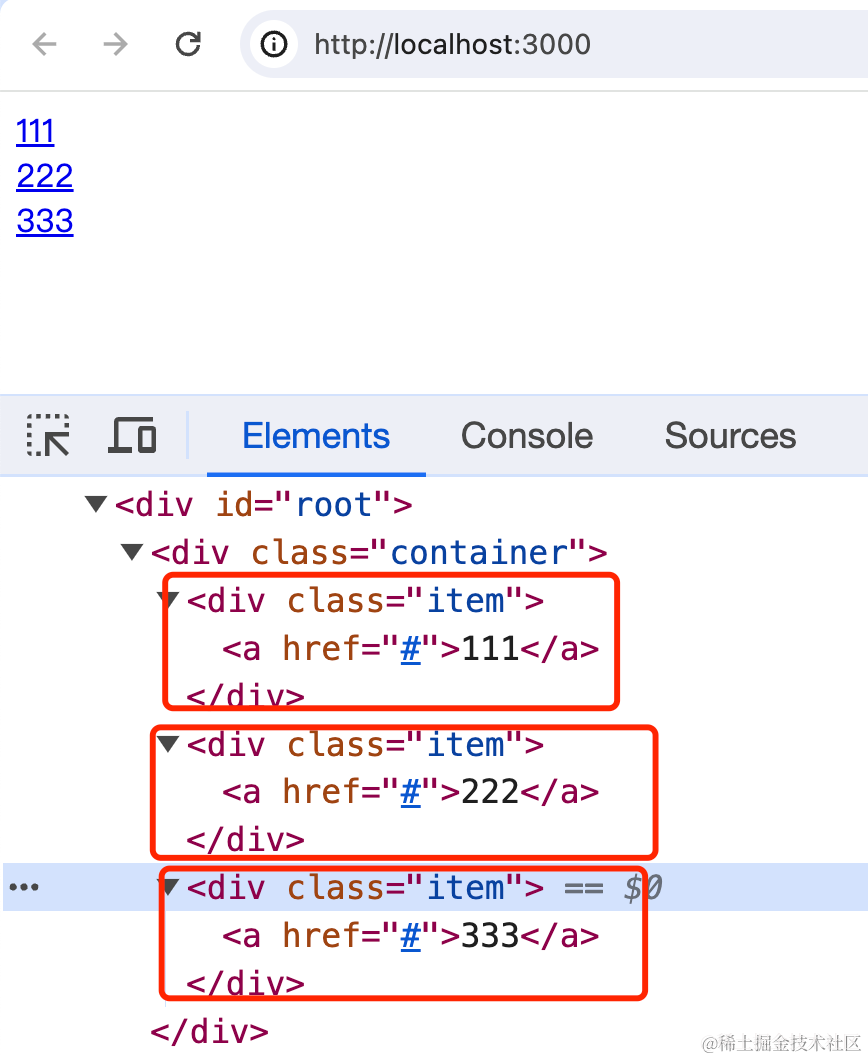 http://localhost:3000
111
222
333
Elements Console Sources
<div id="root">
<div class="container">
<div class="item">
<a href="#">111</a>
</div>
<div class="item">
<a href="#">222</a>
</div>
<div class="item"> == $0
<a href="#">333</a>
</div>
</div>
@稀土掘金技术社区